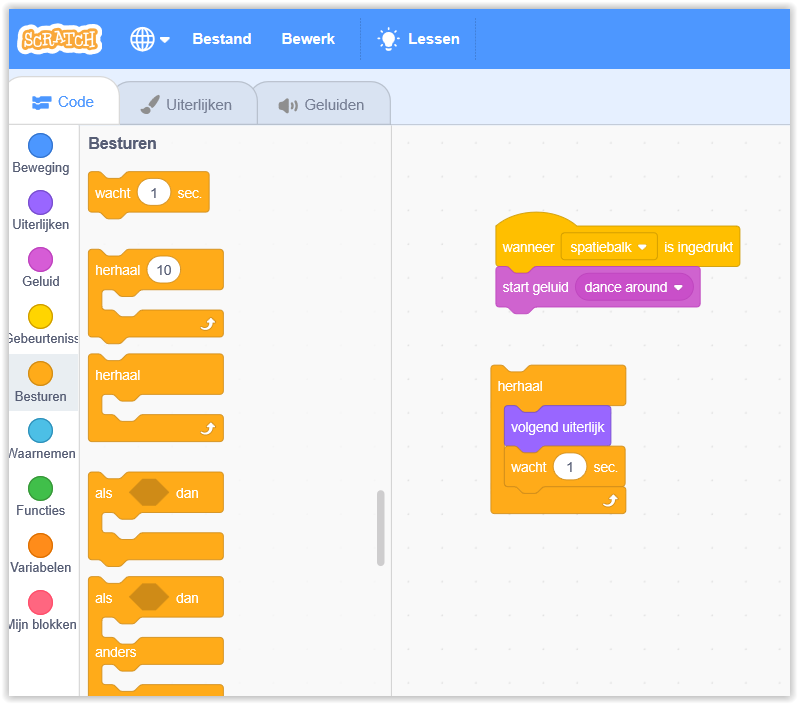 SCRATCH Bestand Bewerk Lessen
Code Uiterlijken Geluiden
Beweging
Uiterlijken
Geluid
Gebeurteniss
Besturen
Waarnemen
Functies
Variabelen
Mijn blokken
Besturen
wacht 1 sec.
herhaal 10
herhaal
als dan
als dan
anders
wanneer spatiebalk is ingedrukt
start geluid dance around
herhaal
volgend uiterlijk
wacht 1 sec.